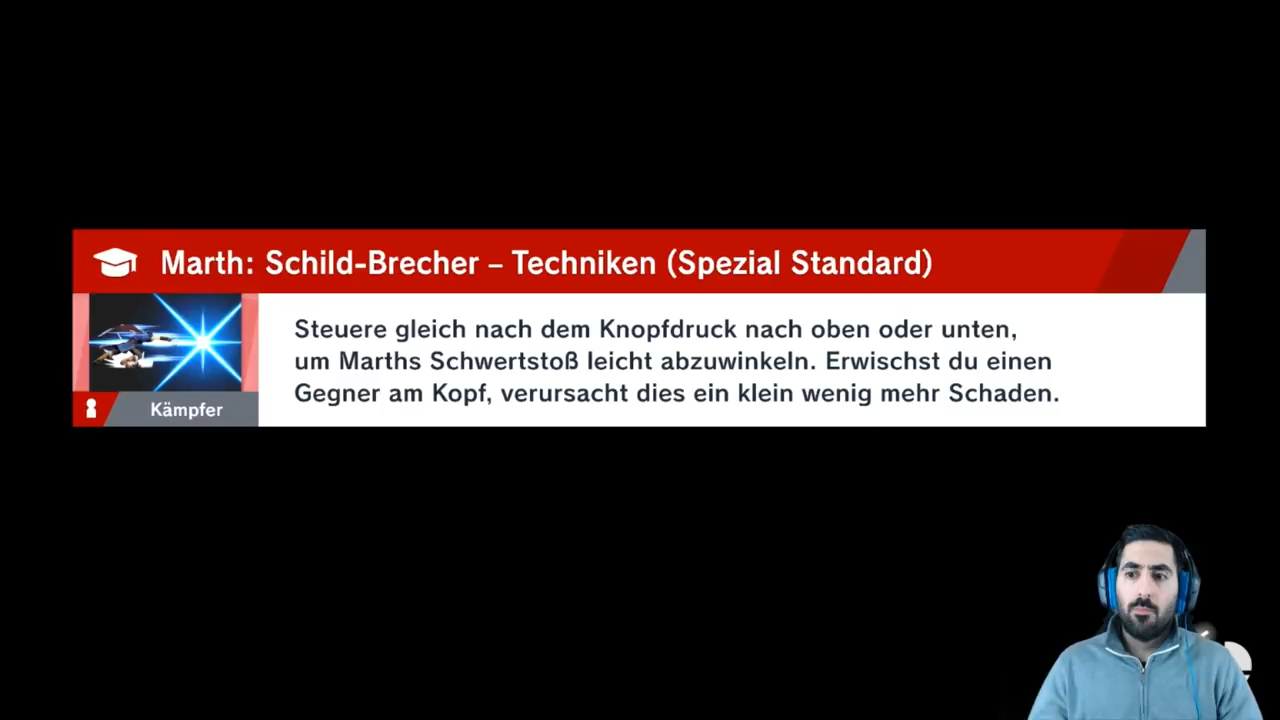 Marth: Schild-Brecher – Techniken (Spezial Standard)
Steuere gleich nach dem Knopfdruck nach oben oder unten,
um Marths Schwertstoß leicht abzuwinkeln. Erwischst du einen
Gegner am Kopf, verursacht dies ein klein wenig mehr Schaden.
Kämpfer